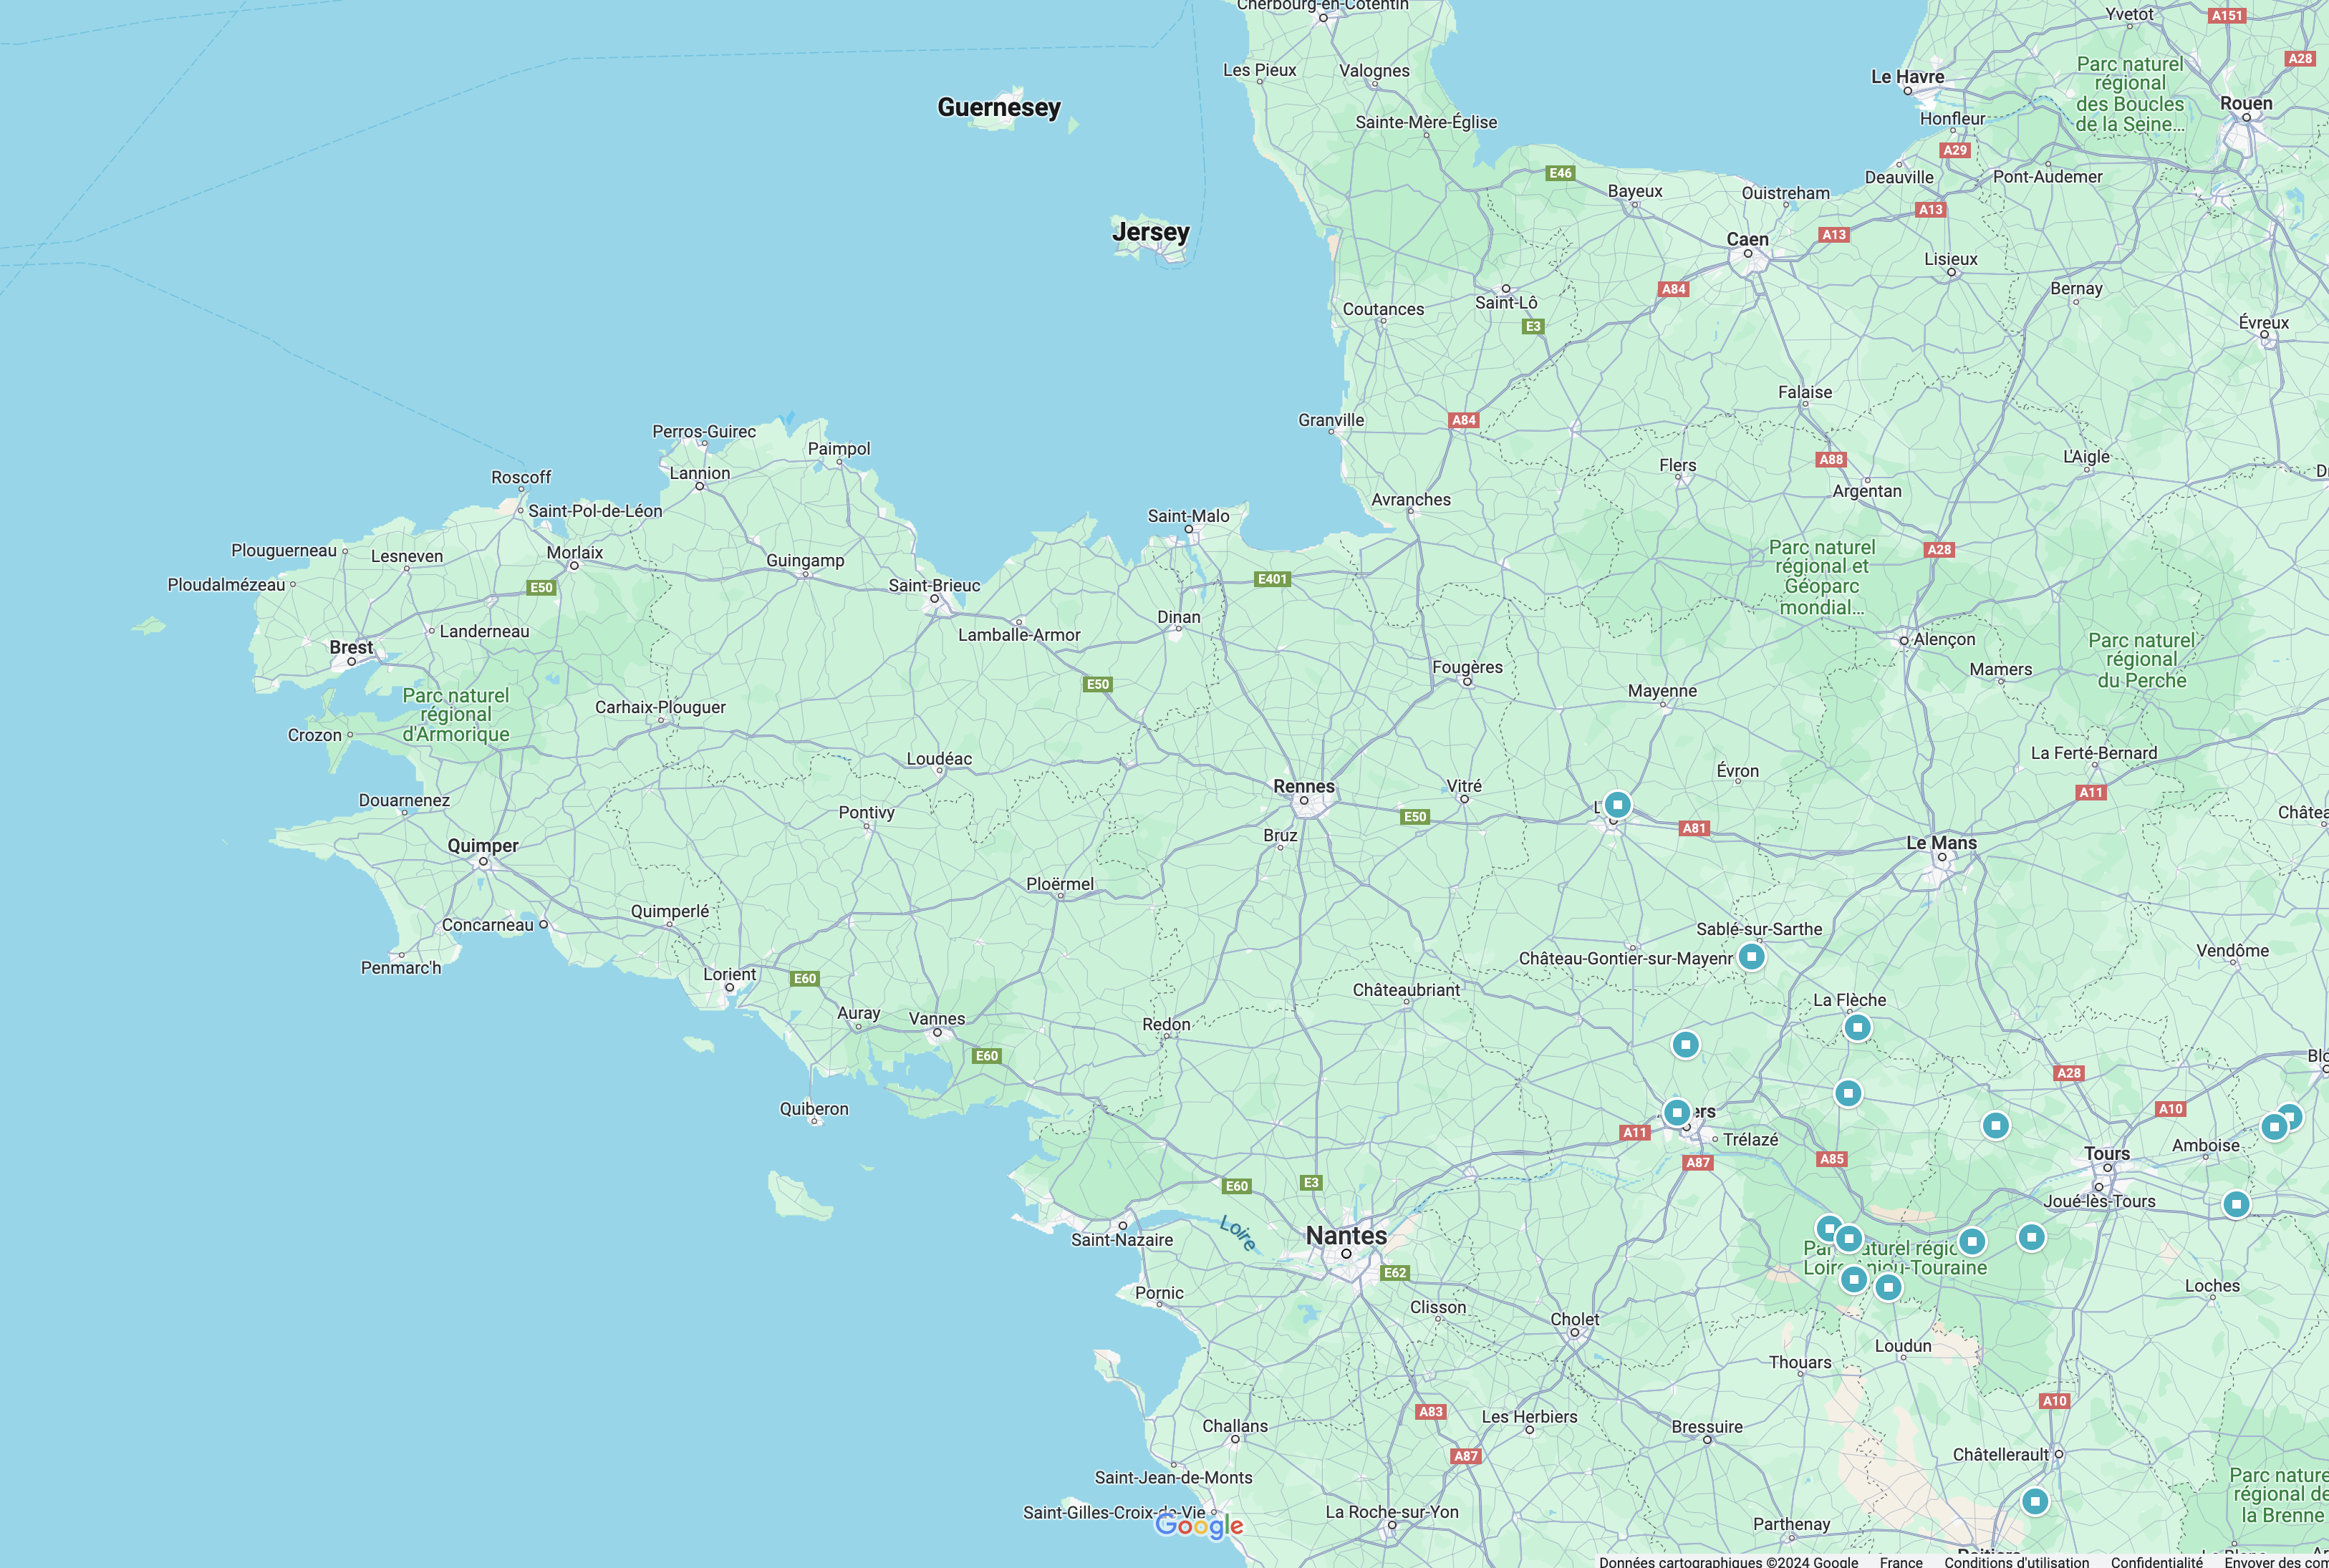 Cherbourg-en-Cotentin
Yvetot
A151
A28
Les Pieux
Valognes
Le Havre
Parc naturel
régional
des Boucles
de la Seine...
Rouen
Guernesey
Sainte-Mère-Église
Honfleur
A29
E46
Bayeux
Ouistreham
Deauville
Pont-Audemer
A13
Jersey
Caen
A13
Lisieux
A84
Coutances
Saint-Lô
Bernay
E3
Évreux
Falaise
Granville
A84
Perros-Guirec
Paimpol
A88
L'Aigle
Flers
Lannion
Roscoff
Argentan
Avranches
Saint-Pol-de-Léon
Saint-Malo
Plouguerneau
Lesneven
Morlaix
Guingamp
A28
Parc naturel
régional et
Géoparc
mondial...
Ploudalmézeau
E50
Saint-Brieuc
E401
Landerneau
Lamballe-Armor
Dinan
Brest
Alençon
Parc naturel
régional
du Perche
Mamers
Fougères
E50
Mayenne
Parc naturel
régional
d'Armorique
Carhaix-Plouguer
Crozon
Loudéac
La Ferté-Bernard
Évron
Rennes
Vitré
A11
Douarnenez
Pontivy
L
Châtea
E50
A81
Bruz
Quimper
Le Mans
Ploërmel
Quimperlé
Concarneau
Sablé-sur-Sarthe
Vendôme
Château-Gontier-sur-Mayenr
Penmarc'h
Lorient
E60
Châteaubriant
La Flèche
Auray
Vannes
Redon
E60
Blo
A28
Quiberon
ers
A10
A11
Trélazé
Amboise
Tours
A87
A85
E60
E3
Joué-lès-Tours
Loire
Saint-Nazaire
Nantes
Parc naturel régio
Loire-Anjou-Touraine
E62
Loches
Pornic
Clisson
Cholet
Loudun
Thouars
A10
A83
Challans
Les Herbiers
Bressuire
A87
Châtellerault
Saint-Jean-de-Monts
Parc nature
régional de
la Brenne
Saint-Gilles-Croix-de-Vie
La Roche-sur-Yon
Google
Parthenay
Données cartographiques ©2024 Google
France
Conditions d'utilisation
Confidentialité
Envoyer des com